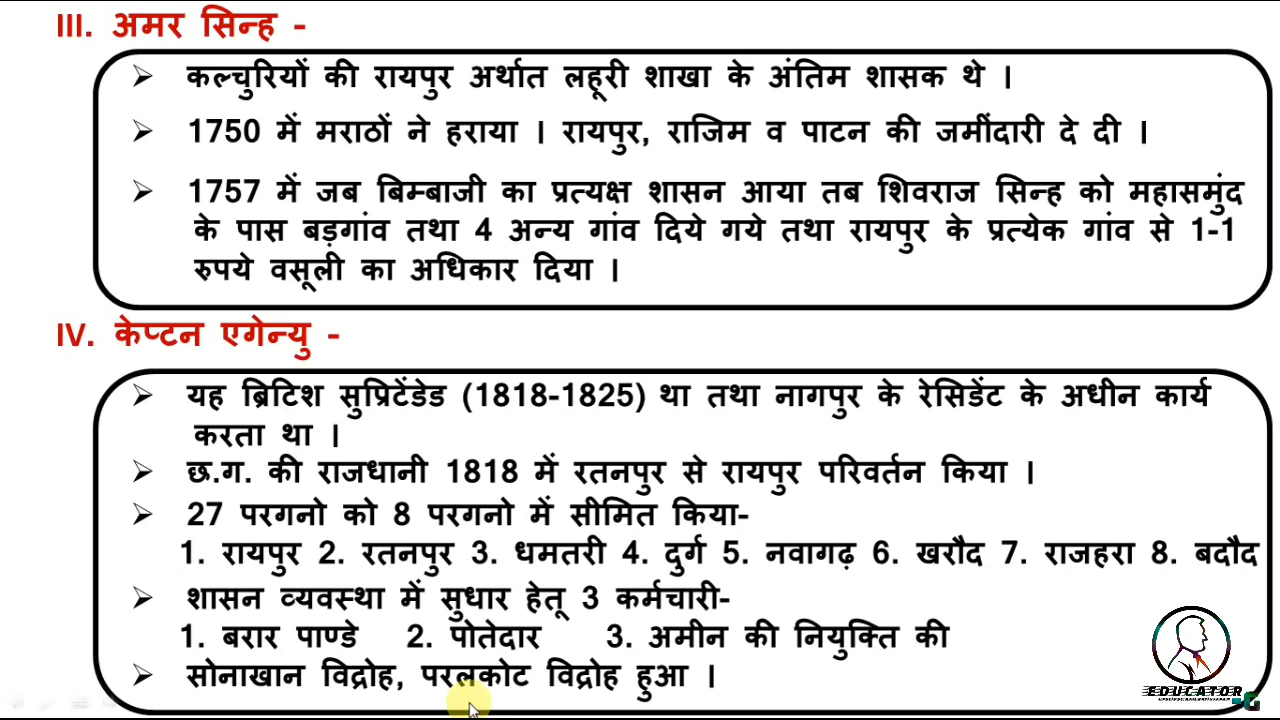 III. अमर सिन्ह -
➢ कल्चुरियों की रायपुर अर्थात लहूरी शाखा के अंतिम शासक थे ।
➢ 1750 में मराठों ने हराया । रायपुर, राजिम व पाटन की जमींदारी दे दी ।
➢ 1757 में जब बिम्बाजी का प्रत्यक्ष शासन आया तब शिवराज सिन्ह को महासमुंद
के पास बड़गांव तथा 4 अन्य गांव दिये गये तथा रायपुर के प्रत्येक गांव से 1-1
रुपये वसूली का अधिकार दिया ।
IV. केप्टन एगेन्यु -
➢ यह ब्रिटिश सुप्रिटेंडेड (1818-1825) था तथा नागपुर के रेसिडेंट के अधीन कार्य
करता था ।
➢ छ.ग. की राजधानी 1818 में रतनपुर से रायपुर परिवर्तन किया ।
➢ 27 परगनो को 8 परगनो में सीमित किया-
1. रायपुर 2. रतनपुर 3. धमतरी 4. दुर्ग 5. नवागढ़ 6. खरौद 7. राजहरा 8. बदौद
➢ शासन व्यवस्था में सुधार हेतू 3 कर्मचारी-
1. बरार पाण्डे 2. पोतेदार 3. अमीन की नियुक्ति की
➢ सोनाखान विद्रोह, परलकोट विद्रोह हुआ ।
EDUCATOR
-G